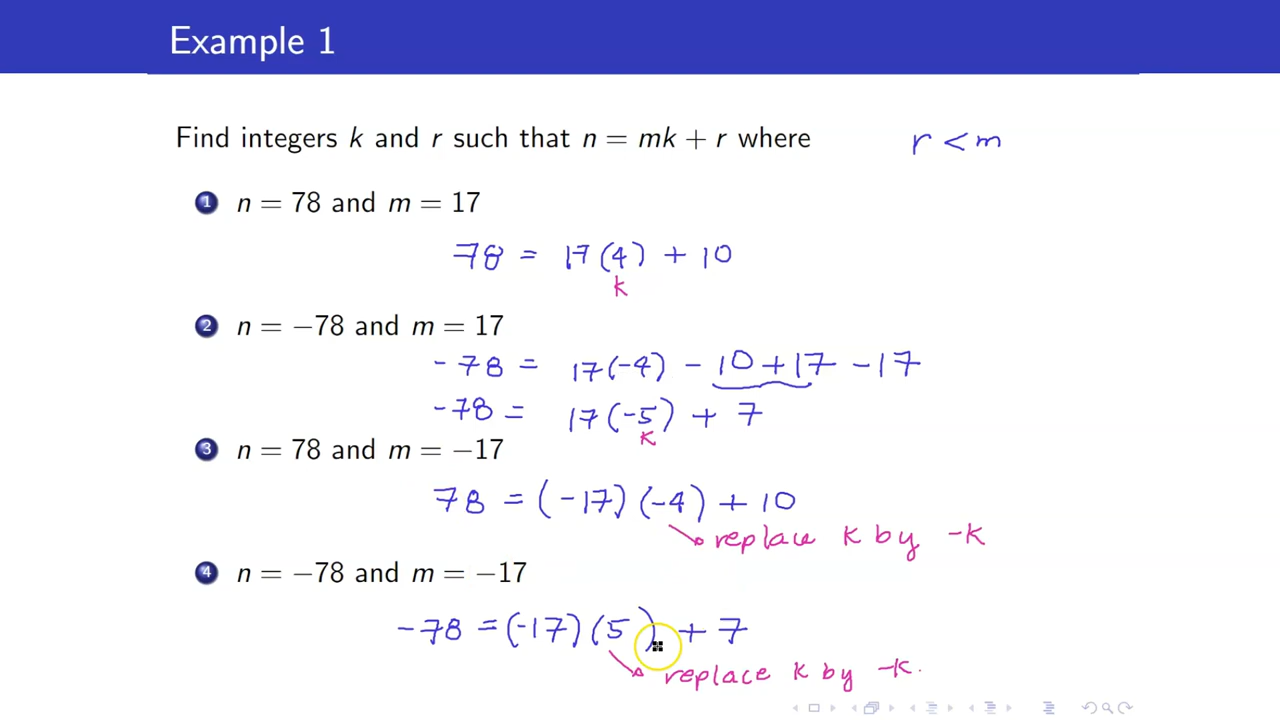 Example 1
Find integers k and r such that n = mk + r where r < m
1 n = 78 and m = 17
78 = 17(4) + 10
k
2 n = −78 and m = 17
-78 = 17(-4) - 10 + 17 - 17
-78 = 17(-5) + 7
k
3 n = 78 and m = −17
78 = (-17)(-4) + 10
replace k by -k
4 n = −78 and m = −17
-78 = (-17)(5) + 7
replace k by -k.